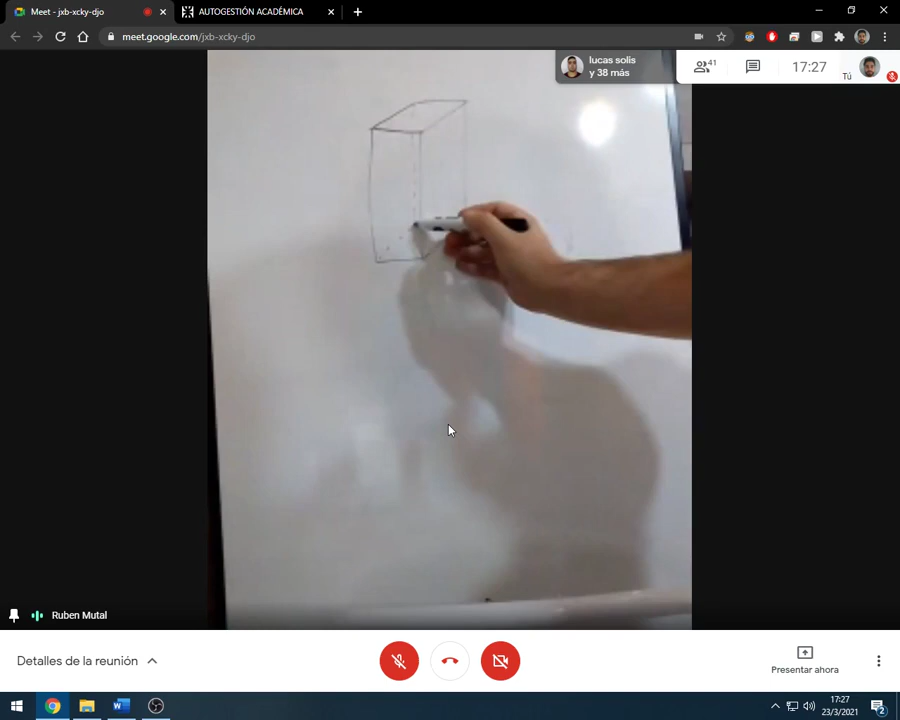 Meet - jxb-xcky-djo
AUTOGESTIÓN ACADÉMICA
meet.google.com/jxb-xcky-djo
lucas solis
y 38 más
41
17:27
Tú
Ruben Mutal
Detalles de la reunión
Presentar ahora
17:27
23/3/2021
2